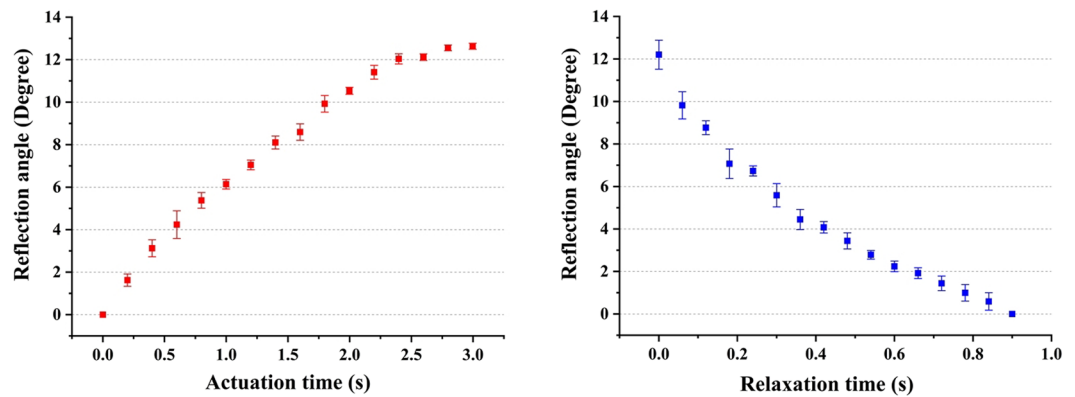 14
12
10
8
6
4
2
0
Reflection angle (Degree)
0.0 0.5 1.0 1.5 2.0 2.5 3.0
Actuation time (s)
14
12
10
8
6
4
2
0
Reflection angle (Degree)
0.0 0.2 0.4 0.6 0.8 1.0
Relaxation time (s)